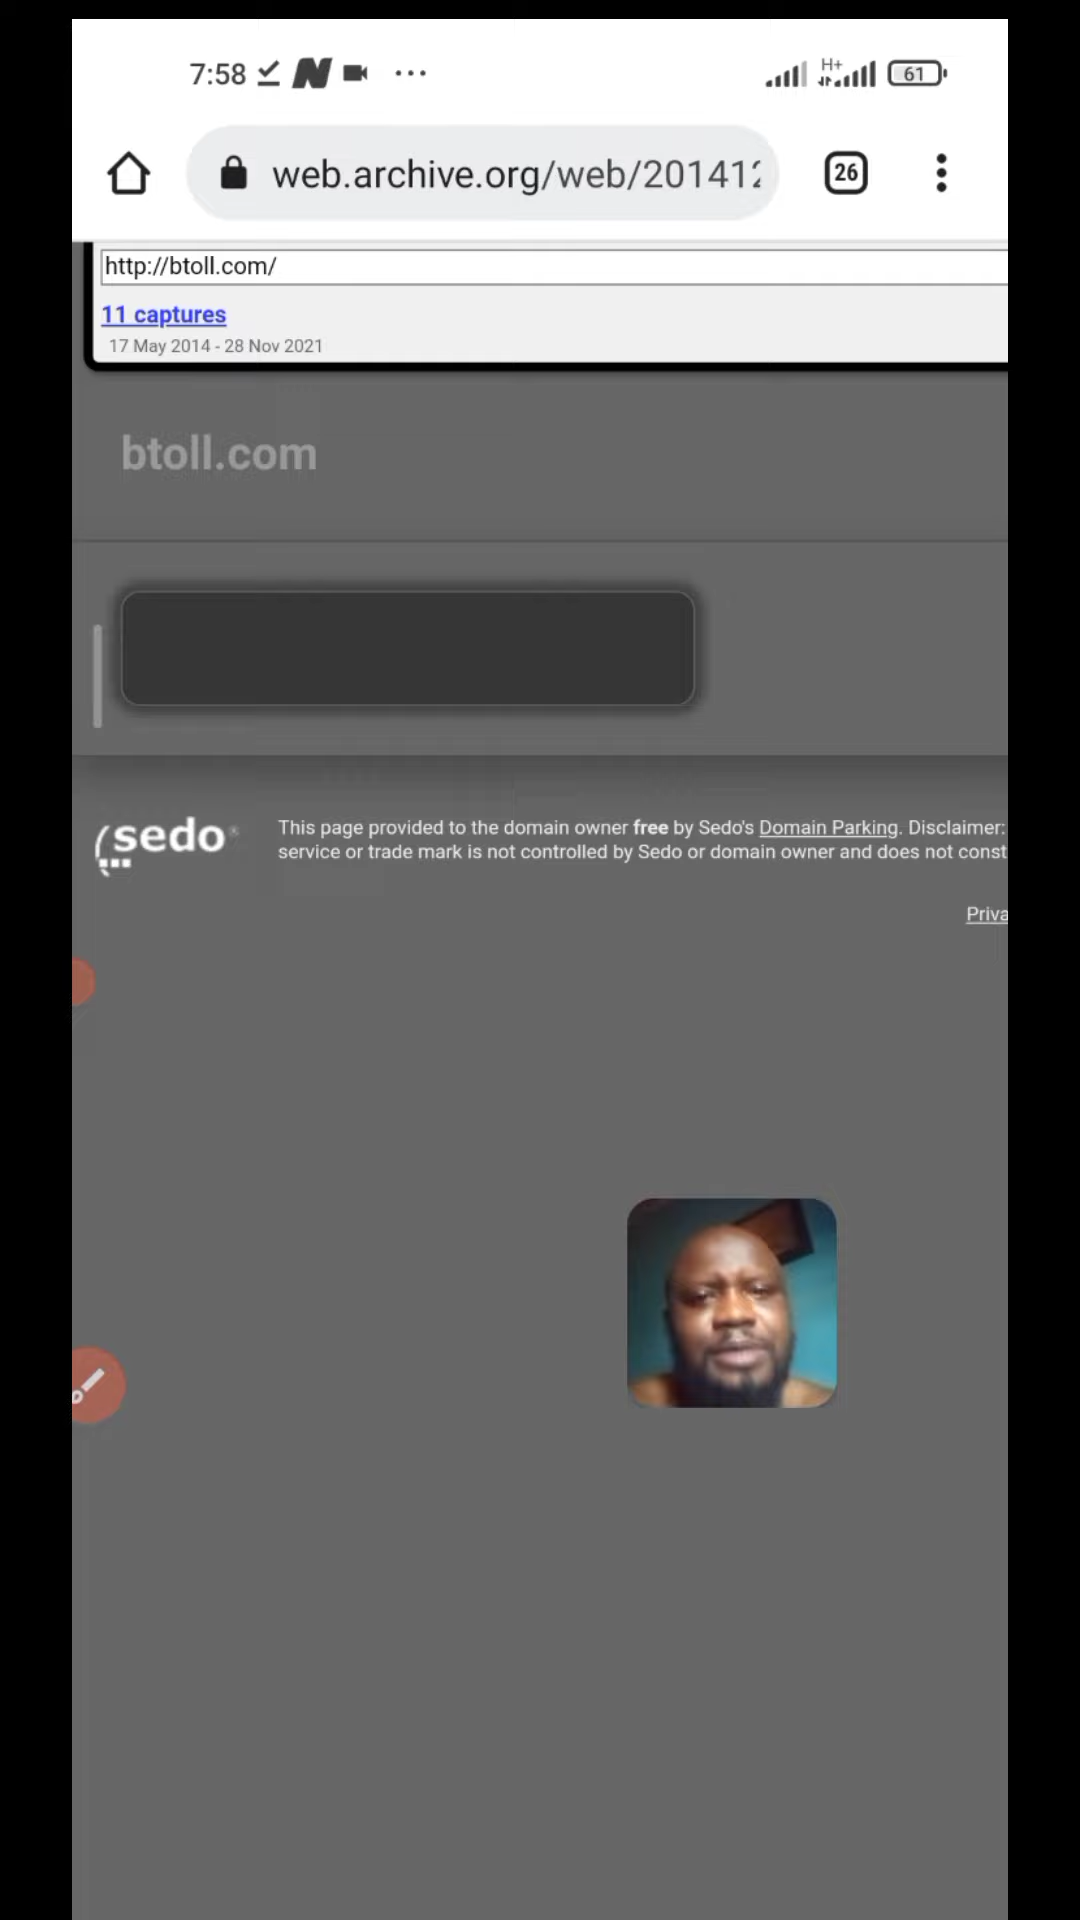 7:58
H+
61
web.archive.org/web/201412
26
http://btoll.com/
11 captures
17 May 2014 - 28 Nov 2021
btoll.com
sedo
This page provided to the domain owner free by Sedo's Domain Parking. Disclaimer:
service or trade mark is not controlled by Sedo or domain owner and does not const
Priva